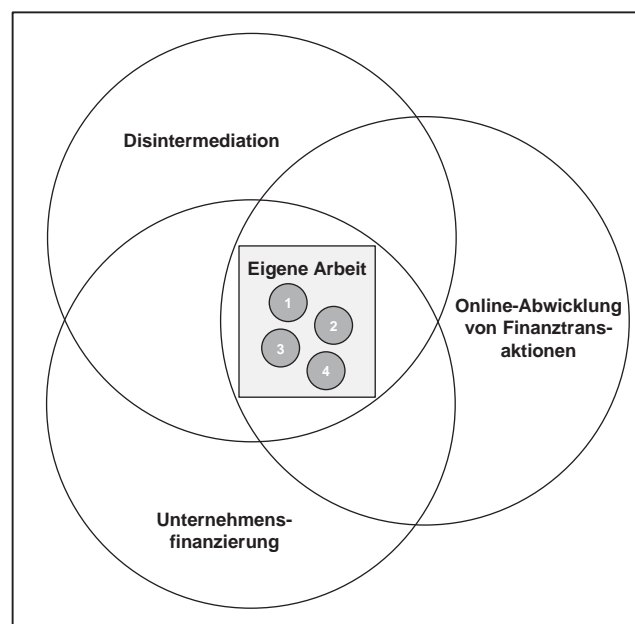 Disintermediation
Eigene Arbeit
1
2
3
4
Online-Abwicklung
von Finanztrans-
aktionen
Unternehmens-
finanzierung